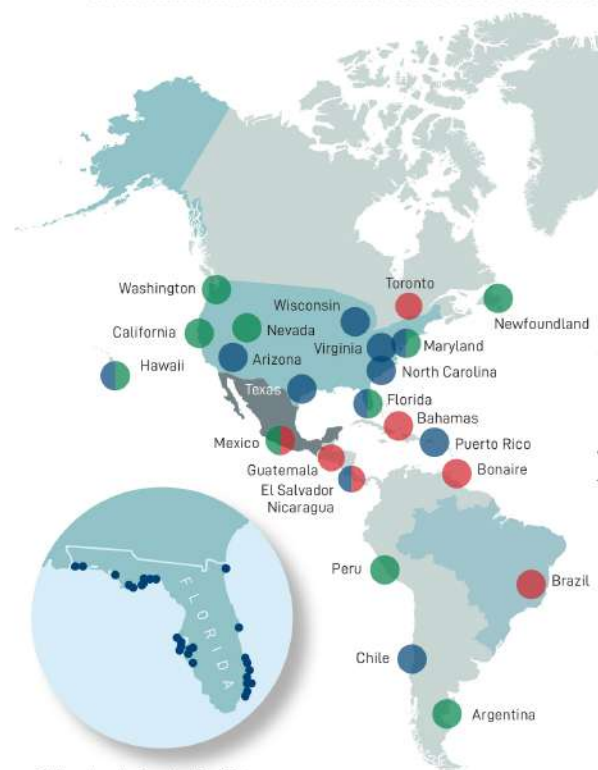 Washington
Toronto
Wisconsin
Newfoundland
California
Nevada
Virginia
Maryland
Hawaii
Arizona
North Carolina
Texas
Florida
Bahamas
Mexico
Puerto Rico
Guatemala
Bonaire
El Salvador
Nicaragua
FLORIDA
Peru
Brazil
Chile
Argentina